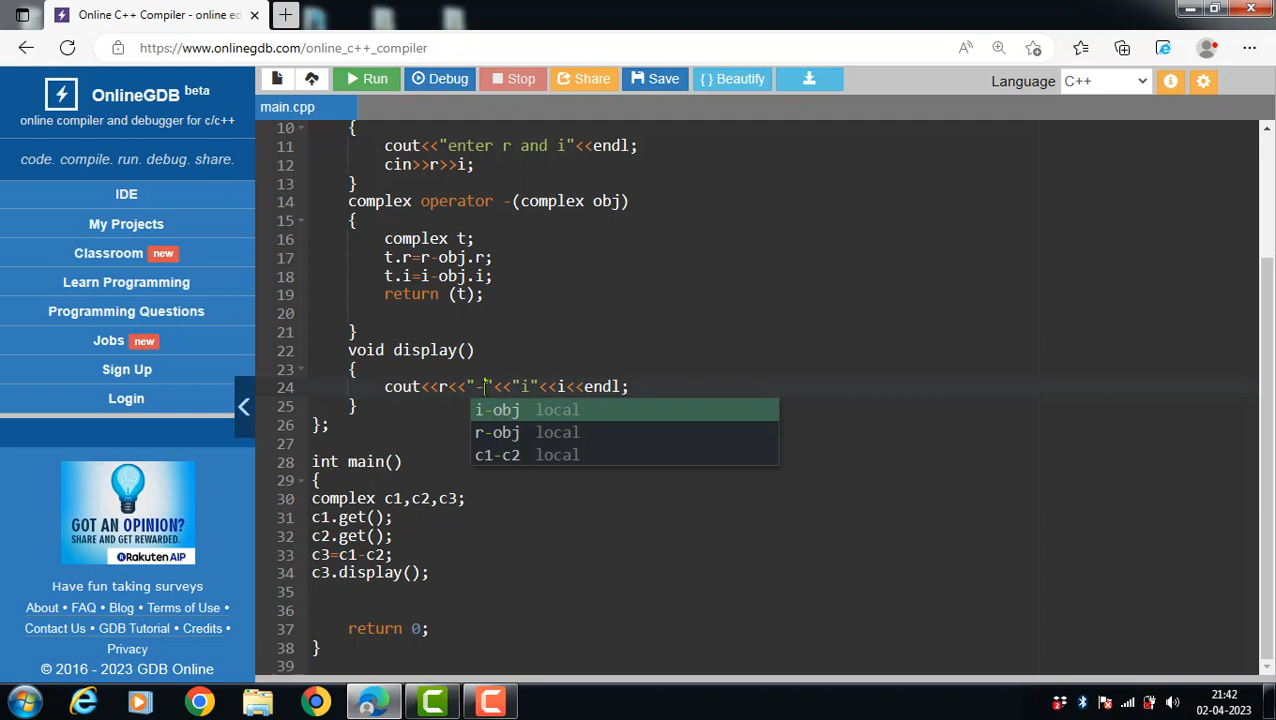 Online C++ Compiler - online ed
https://www.onlinegdb.com/online_c++_compiler
OnlineGDB beta
online compiler and debugger for c/c++
code. compile. run. debug. share.
IDE
My Projects
Classroom new
Learn Programming
Programming Questions
Jobs new
Sign Up
Login
GOT AN OPINION?
SHARE AND GET REWARDED.
Rakuten AIP
Have fun taking surveys
About • FAQ • Blog • Terms of Use •
Contact Us • GDB Tutorial • Credits •
Privacy
© 2016 - 2023 GDB Online
Run Debug Stop Share Save { } Beautify
Language C++
main.cpp
10 {
11 cout<<"enter r and i"<<endl;
12 cin>>r>>i;
13 }
14 complex operator -(complex obj)
15 {
16 complex t;
17 t.r=r-obj.r;
18 t.i=i-obj.i;
19 return (t);
20
21 }
22 void display()
23 {
24 cout<<r<<"-"<<"i"<<i<<endl;
25 }
i-obj local
26 };
r-obj local
27
c1-c2 local
28 int main()
29 {
30 complex c1,c2,c3;
31 c1.get();
32 c2.get();
33 c3=c1-c2;
34 c3.display();
35
36
37 return 0;
38 }
39
21:42
02-04-2023